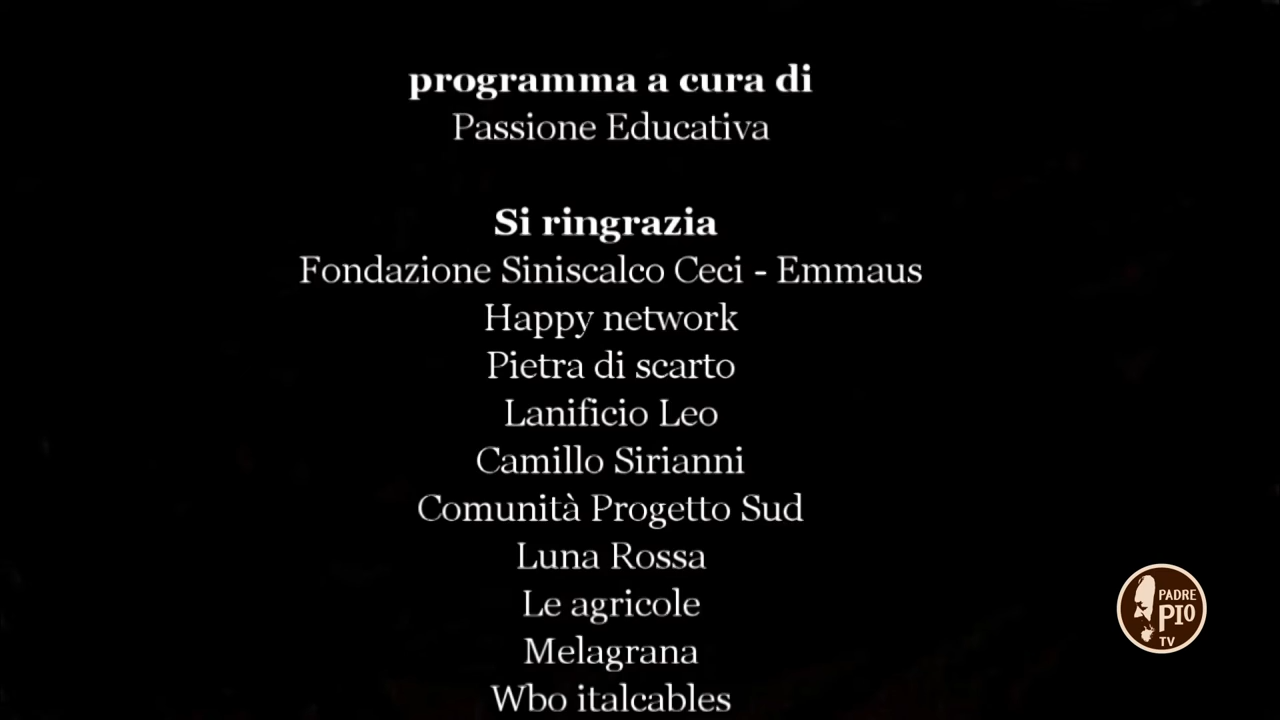 programma a cura di
Passione Educativa
Si ringrazia
Fondazione Siniscalco Ceci - Emmaus
Happy network
Pietra di scarto
Lanificio Leo
Camillo Sirianni
Comunità Progetto Sud
Luna Rossa
Le agricole
Melagrana
Wbo italcables
PADRE
PIO
TV